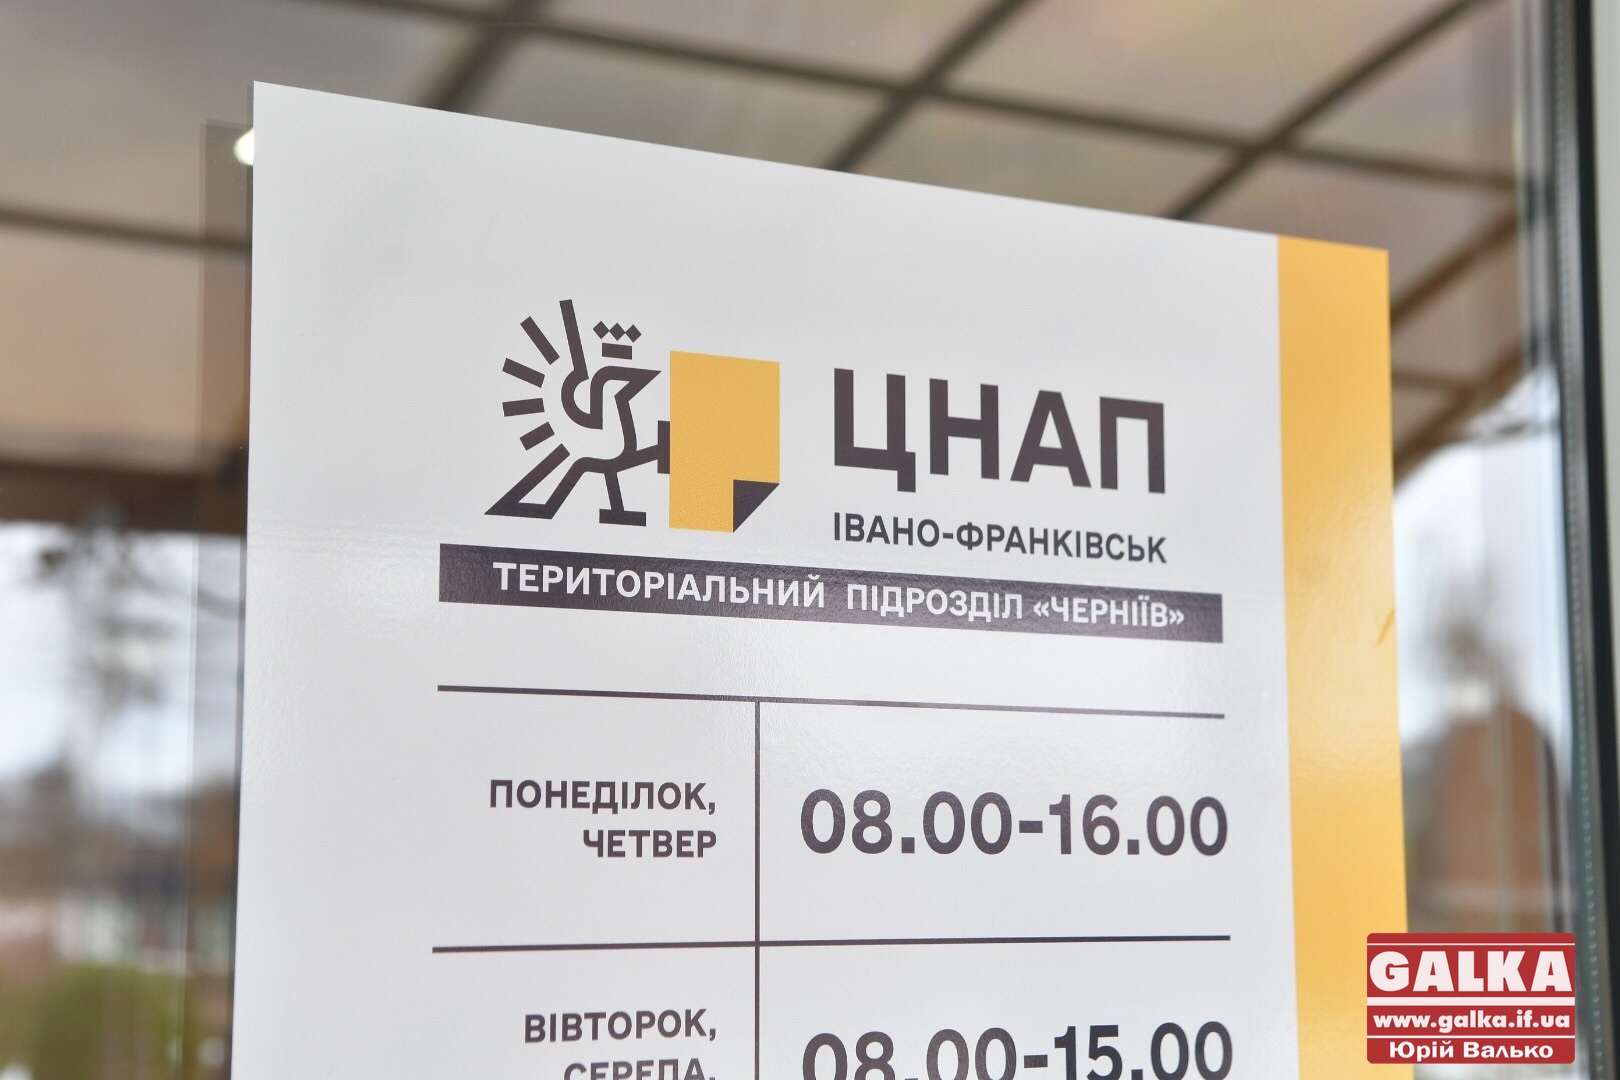 ЦНАП
ІВАНО-ФРАНКІВСЬК
ТЕРИТОРІАЛЬНИЙ ПІДРОЗДІЛ «ЧЕРНІЇВ»
ПОНЕДІЛОК,
ЧЕТВЕР
08.00-16.00
ВІВТОРОК,
СЕРЕДА,
08.00-15.00
GALKA
www.galka.if.ua
Юрій Валько